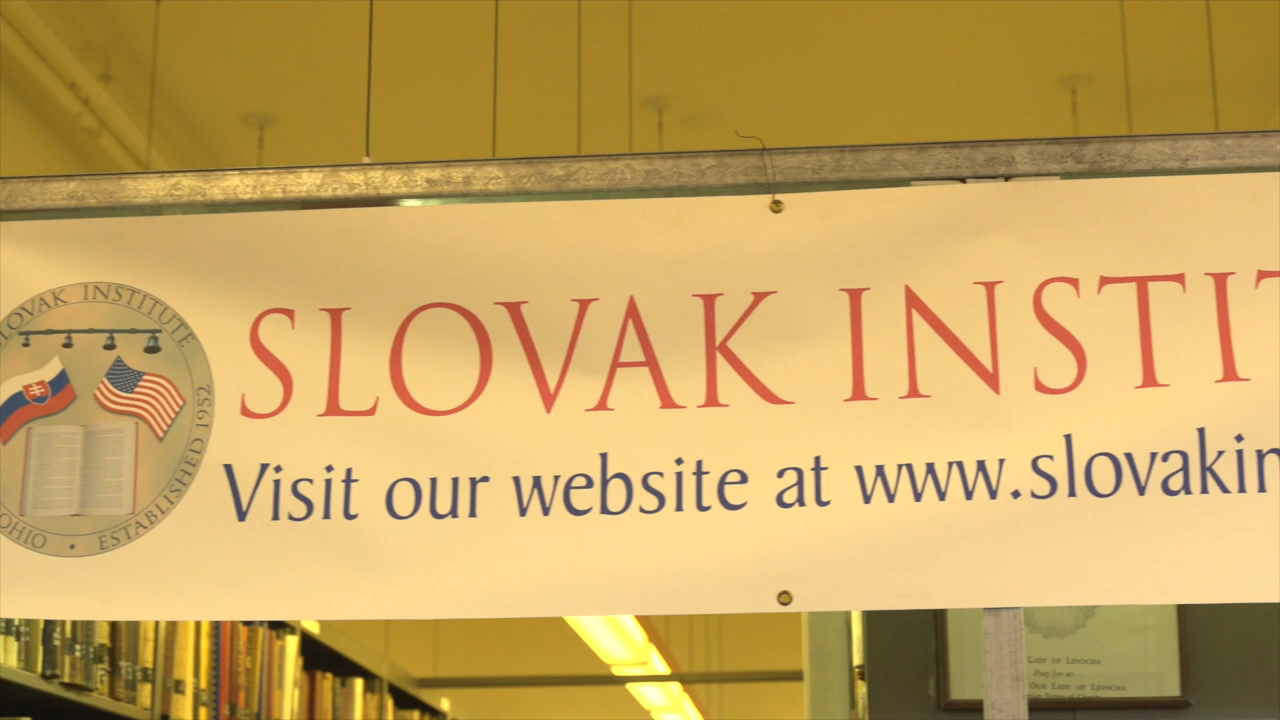 LOVAK INSTITUTE
OHIO • ESTABLISHED 1952
SLOVAK INSTIT
Visit our website at www.slovakin
LADY OF LEVOCHA
Pray for us
OUR LADY OF LEVOCHA